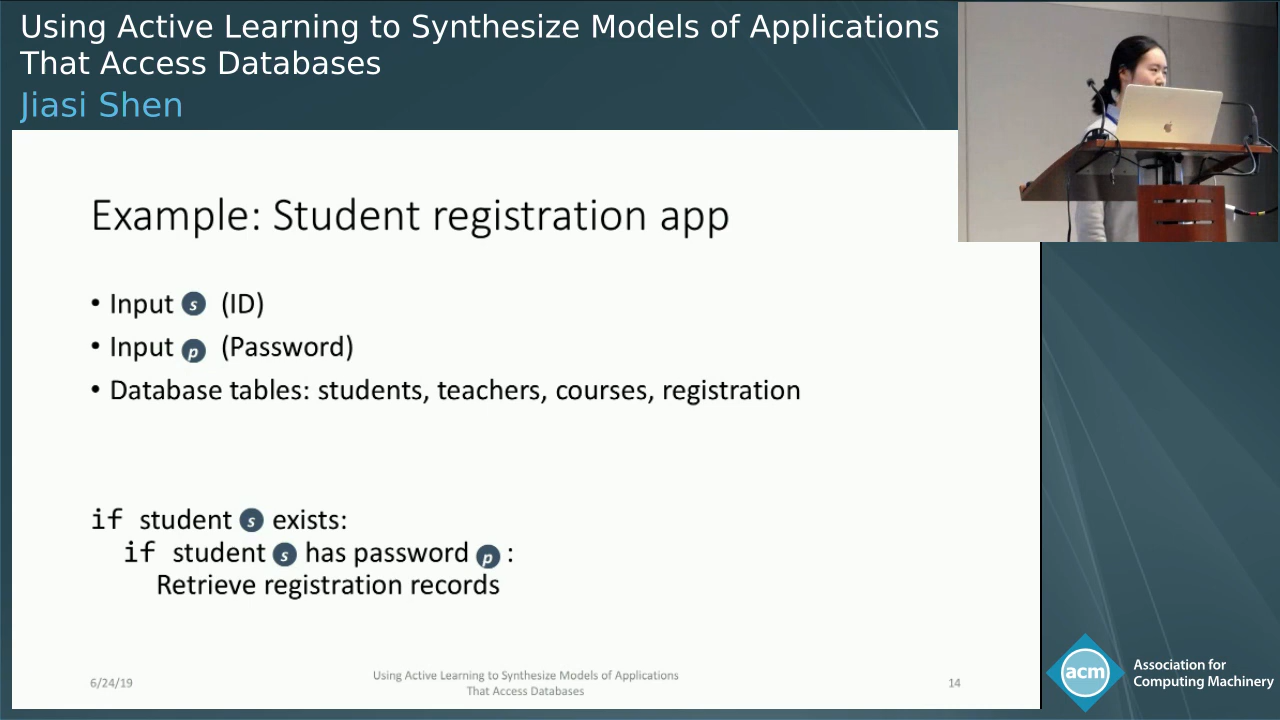 Using Active Learning to Synthesize Models of Applications
That Access Databases
Jiasi Shen
Example: Student registration app
• Input s (ID)
• Input p (Password)
• Database tables: students, teachers, courses, registration
if student s exists:
if student s has password p :
Retrieve registration records
6/24/19
Using Active Learning to Synthesize Models of Applications
That Access Databases
14
acm
Association for
Computing Machinery